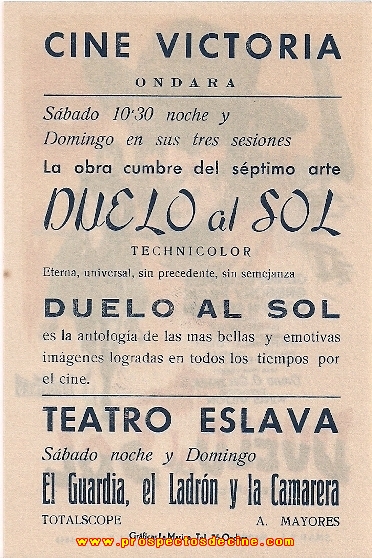 CINE VICTORIA
ONDARA
Sábado 10'30 noche y
Domingo en sus tres sesiones
La obra cumbre del séptimo arte
DUELO al SOL
TECHNICOLOR
Eterna, universal, sin precedente, sin semejanza
DUELO AL SOL
es la antología de las mas bellas y emotivas
imágenes logradas en todos los tiempos por
el cine.
TEATRO ESLAVA
Sábado noche y Domingo
El Guardia, el Ladrón y la Camarera
TOTALSCOPE A. MAYORES
www.prospectosdecine.com